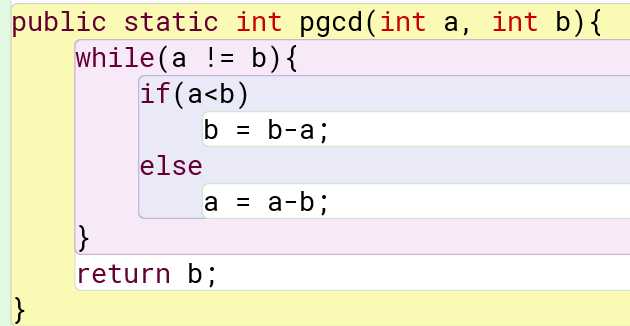 public static int pgcd(int a, int b){
    while(a != b){
        if(a<b)
            b = b-a;
        else
            a = a-b;
    }
    return b;
}